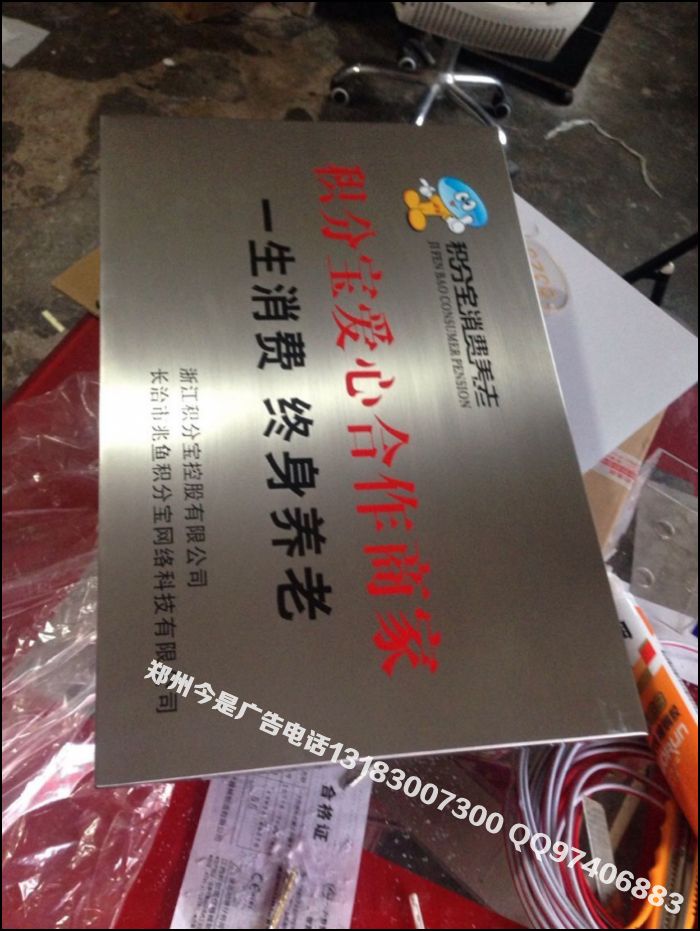 积分宝消费养老
JI FEN BAO CONSUMER PENSION
积分宝爱心合作商家
一生消费 终身养老
浙江积分宝控股有限公司
长治市兆鱼积分宝网络科技有限公司
郑州今是广告电话13183007300 QQ97406883
合格证